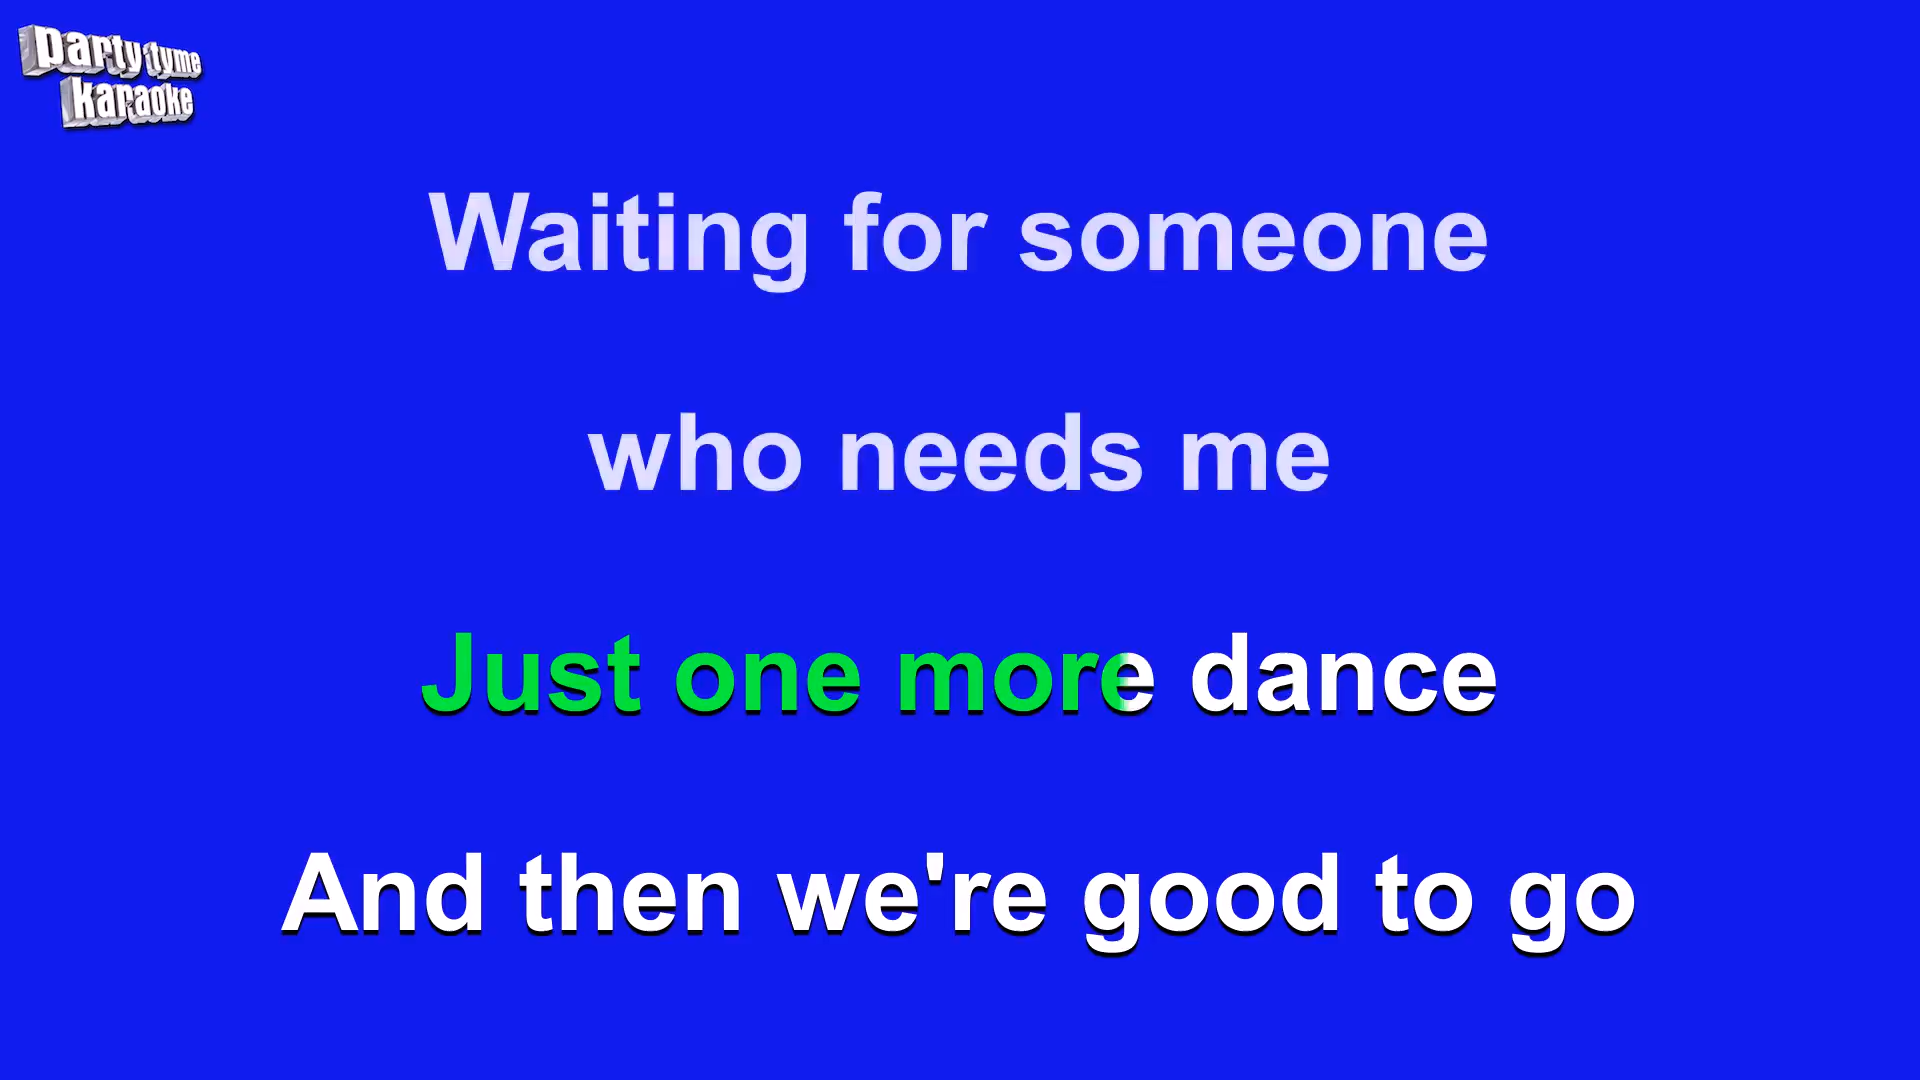 party tyme
karaoke
Waiting for someone
who needs me
Just one more dance
And then we're good to go